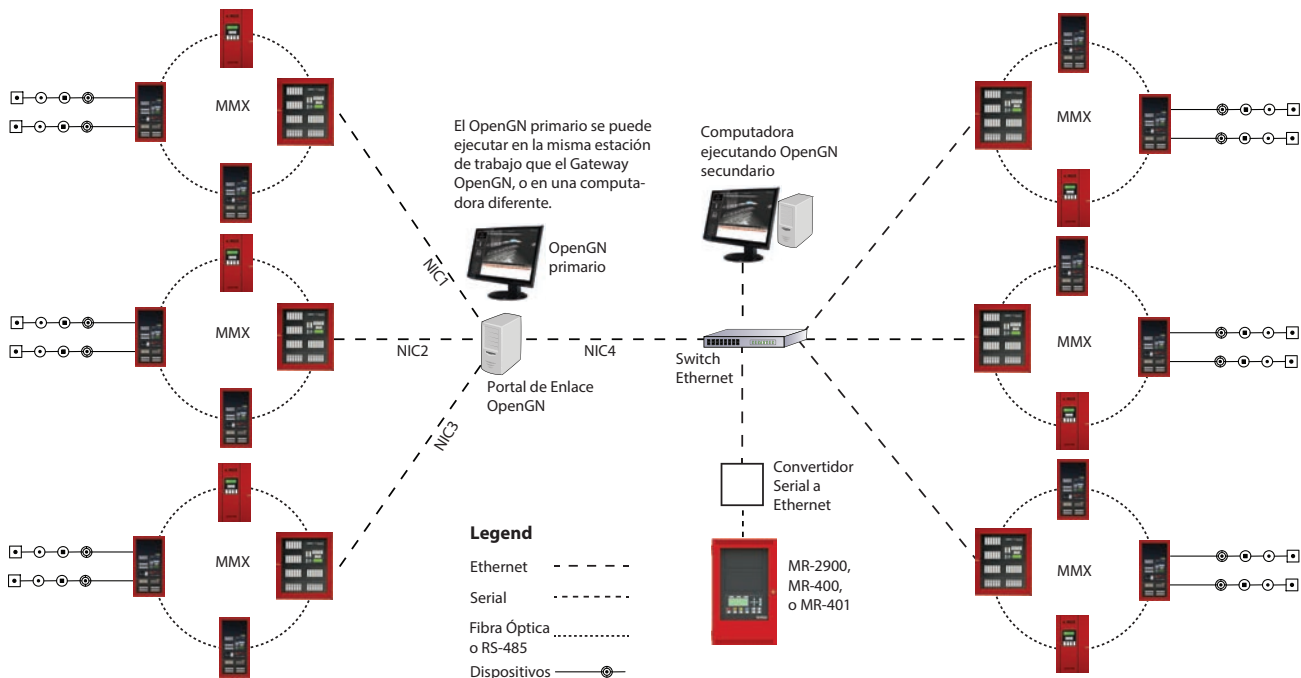 MMX
El OpenGN primario se puede
ejecutar en la misma estación
de trabajo que el Gateway
OpenGN, o en una computa-
dora diferente.
Computadora
ejecutando OpenGN
secundario
MMX
OpenGN
primario
NIC1
MMX
NIC2
NIC4
Portal de Enlace
OpenGN
Switch
Ethernet
MMX
NIC3
MMX
Convertidor
Serial a
Ethernet
MMX
Legend
Ethernet
Serial
Fibra Óptica
o RS-485
Dispositivos
MR-2900,
MR-400,
o MR-401